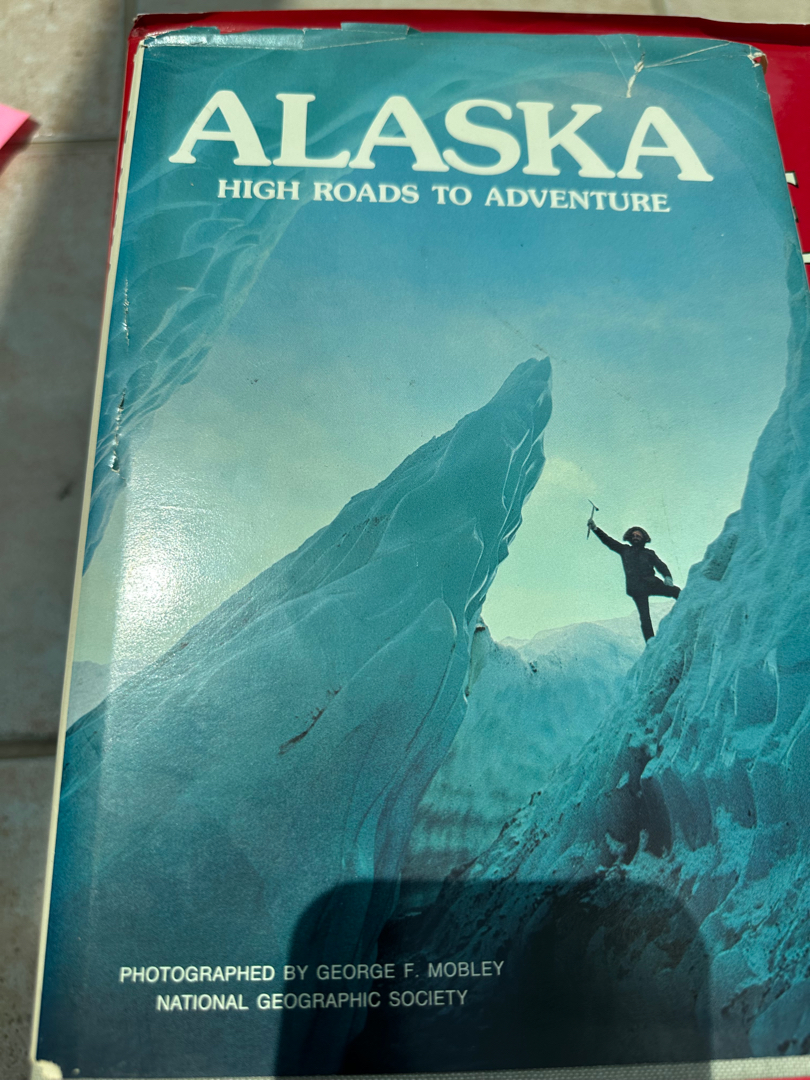 ALASKA
HIGH ROADS TO ADVENTURE
PHOTOGRAPHED BY GEORGE F. MOBLEY
NATIONAL GEOGRAPHIC SOCIETY